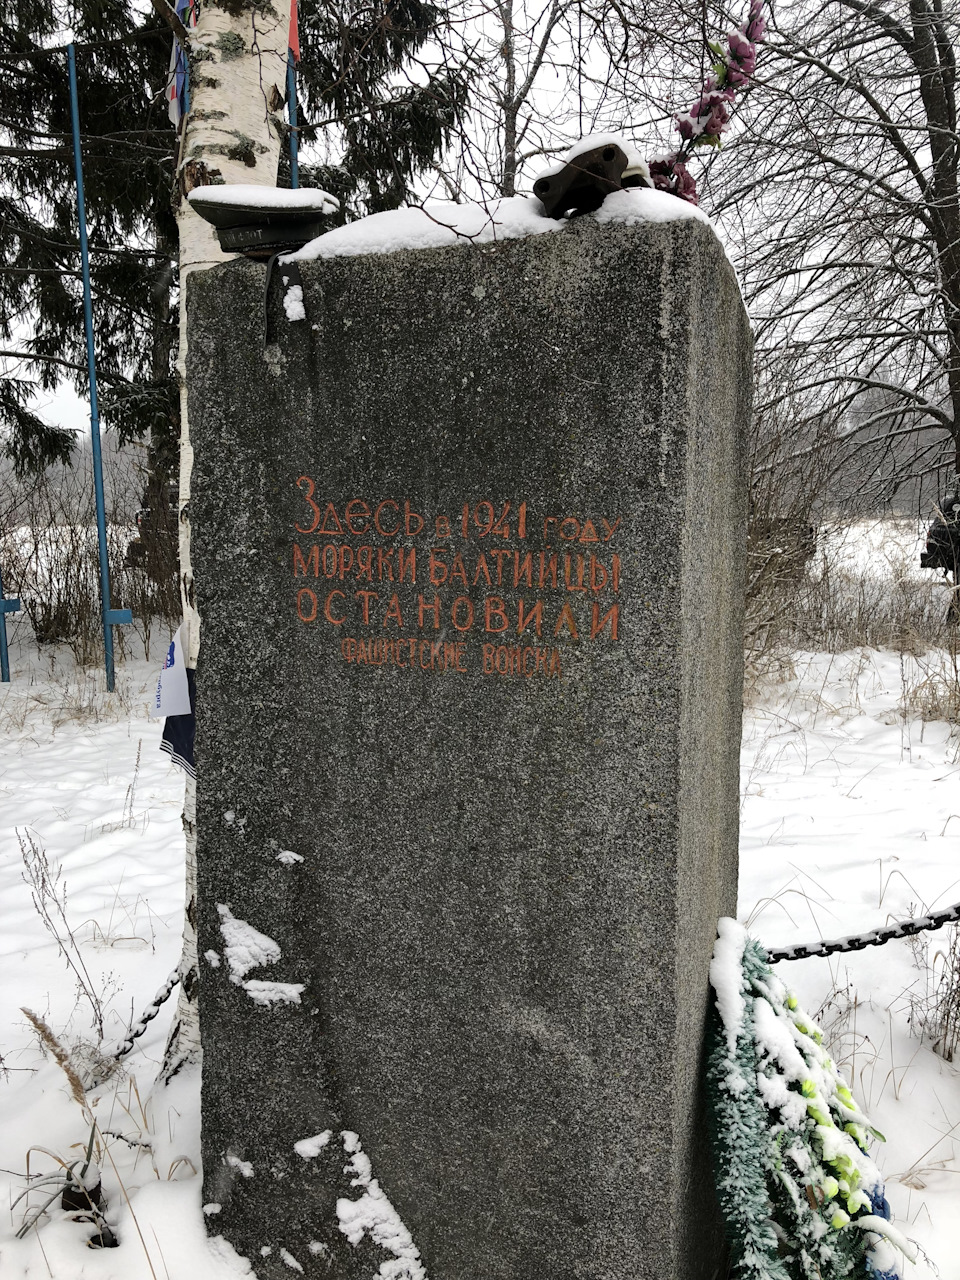 Здесь в 1941 году
моряки Балтийцы
остановили
фашистские войска